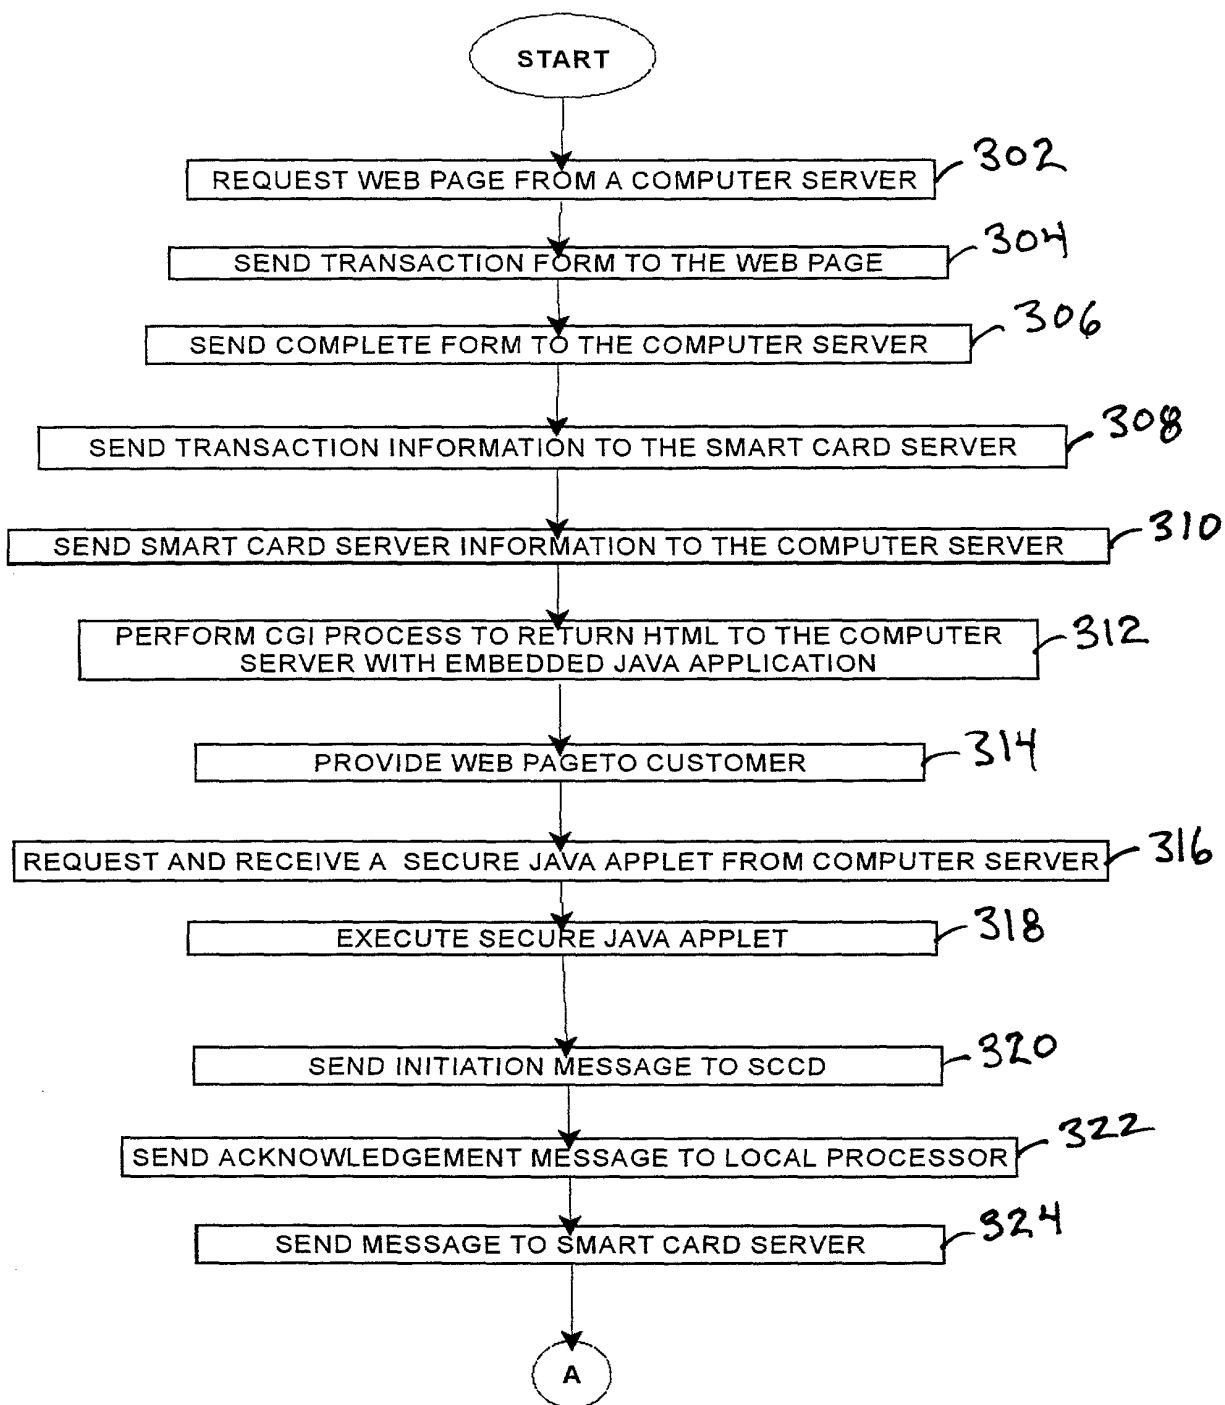 START
302
REQUEST WEB PAGE FROM A COMPUTER SERVER
304
SEND TRANSACTION FORM TO THE WEB PAGE
306
SEND COMPLETE FORM TO THE COMPUTER SERVER
308
SEND TRANSACTION INFORMATION TO THE SMART CARD SERVER
310
SEND SMART CARD SERVER INFORMATION TO THE COMPUTER SERVER
312
PERFORM CGI PROCESS TO RETURN HTML TO THE COMPUTER
SERVER WITH EMBEDDED JAVA APPLICATION
314
PROVIDE WEB PAGETO CUSTOMER
316
REQUEST AND RECEIVE A SECURE JAVA APPLET FROM COMPUTER SERVER
318
EXECUTE SECURE JAVA APPLET
320
SEND INITIATION MESSAGE TO SCCD
322
SEND ACKNOWLEDGEMENT MESSAGE TO LOCAL PROCESSOR
324
SEND MESSAGE TO SMART CARD SERVER
A